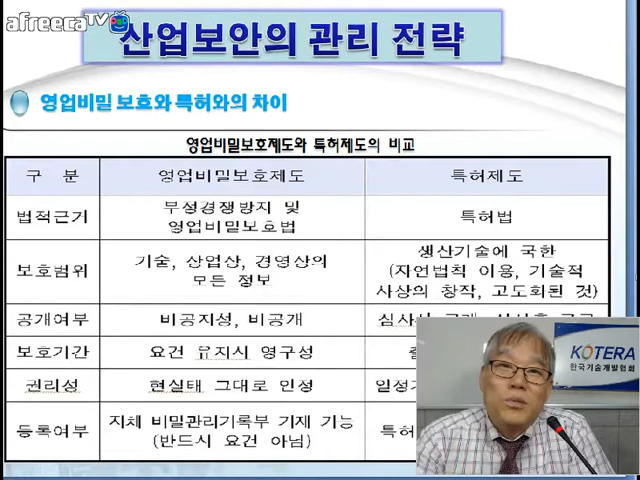 afreecaTV
산업보안의 관리 전략
영업비밀 보호와 특허와의 차이
영업비밀보호제도와 특허제도의 비교
구 분 영업비밀보호제도 특허제도
법적근거 부정경쟁방지 및 영업비밀보호법 특허법
보호범위 기술, 상업상, 경영상의 모든 정보 생산기술에 국한 (자연법칙 이용, 기술적 사상의 창작, 고도화된 것)
공개여부 비공지성, 비공개
보호기간 요건 유지시 영구성
권리성 현실태 그대로 인정
등록여부 자체 비밀관리기록부 기재 가능 (반드시 요건 아님)
KOTERA
한국기술개발협회